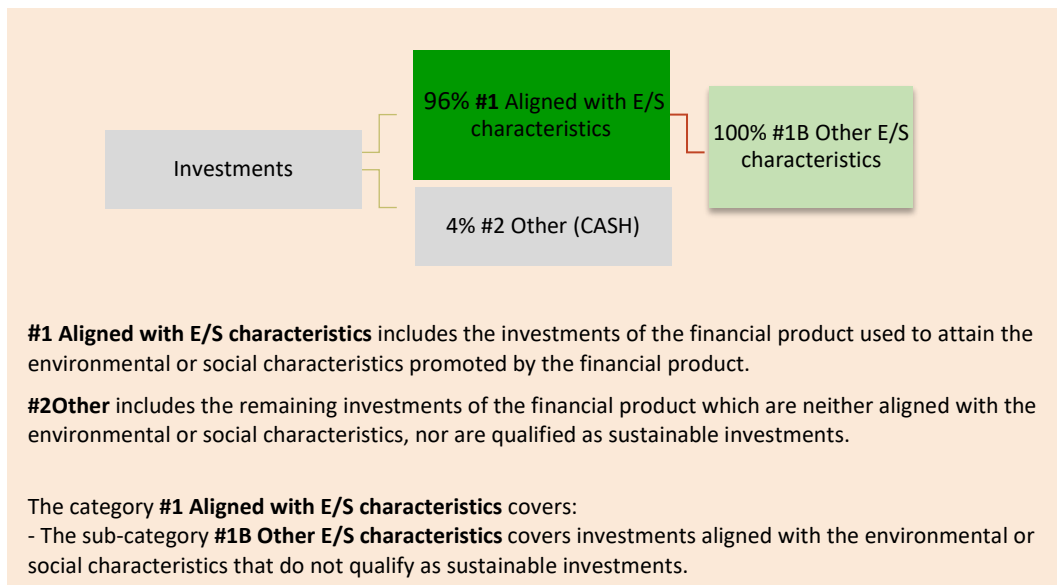 96% #1 Aligned with E/S
characteristics
100% #1B Other E/S
characteristics
Investments
4% #2 Other (CASH)
#1 Aligned with E/S characteristics includes the investments of the financial product used to attain the
environmental or social characteristics promoted by the financial product.
#2Other includes the remaining investments of the financial product which are neither aligned with the
environmental or social characteristics, nor are qualified as sustainable investments.
The category #1 Aligned with E/S characteristics covers:
- The sub-category #1B Other E/S characteristics covers investments aligned with the environmental or
social characteristics that do not qualify as sustainable investments.